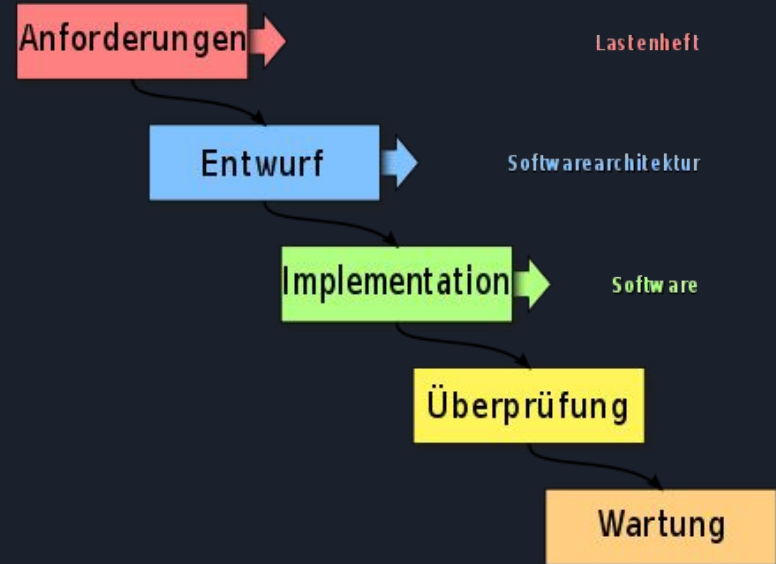 Anforderungen
Lastenheft
Entwurf
Softwarearchitektur
Implementation
Software
Überprüfung
Wartung